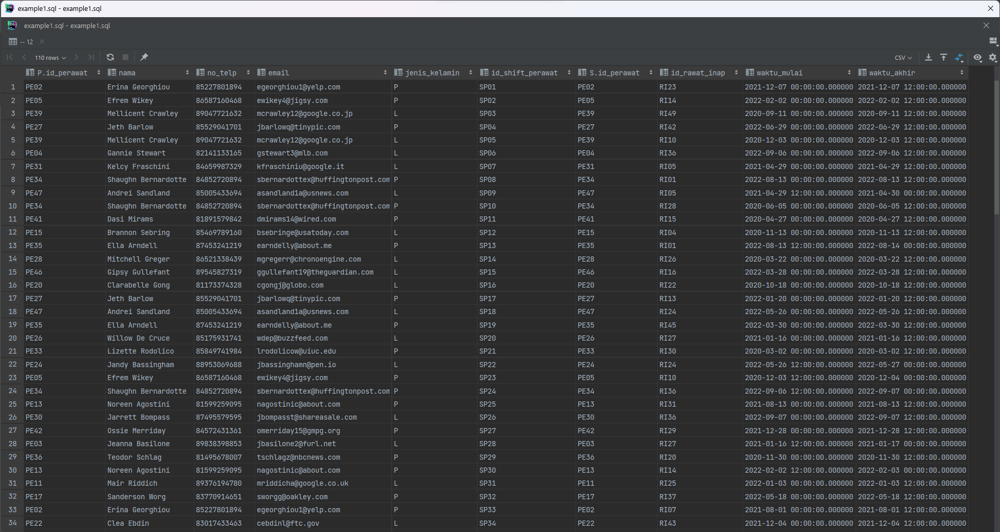 example1.sql - example1.sql
example1.sql - example1.sql
-- 12
110 rows CSV
P.id_perawat nama no_telp email jenis_kelamin id_shift_perawat S.id_perawat id_rawat_inap waktu_mulai waktu_akhir
1 PE02 Erina Georghiou 85227801894 egeorghiou1@yelp.com P SP01 PE02 RI23 2021-12-07 00:00:00.000000 2021-12-07 12:00:00.000000
2 PE05 Efrem Wikey 86587160468 ewikey4@jigsy.com P SP02 PE05 RI14 2022-02-02 00:00:00.000000 2022-02-02 12:00:00.000000
3 PE39 Mellicent Crawley 89047721632 mcrawley12@google.co.jp L SP03 PE39 RI49 2020-09-11 00:00:00.000000 2020-09-11 12:00:00.000000
4 PE27 Jeth Barlow 85529041701 jbarlowq@tinypic.com P SP04 PE27 RI42 2022-06-29 00:00:00.000000 2022-06-29 12:00:00.000000
5 PE39 Mellicent Crawley 89047721632 mcrawley12@google.co.jp L SP05 PE39 RI10 2020-12-03 00:00:00.000000 2020-12-03 12:00:00.000000
6 PE04 Gannie Stewart 82141133165 gstewart3@mlb.com L SP06 PE04 RI36 2022-09-06 00:00:00.000000 2022-09-06 12:00:00.000000
7 PE31 Kelcy Fraschini 84659987329 kfraschiniu@google.it L SP07 PE31 RI05 2021-04-29 00:00:00.000000 2021-04-29 12:00:00.000000
8 PE34 Shaughn Bernardotte 84852720894 sbernardottex@huffingtonpost.com P SP08 PE34 RI01 2022-08-13 00:00:00.000000 2022-08-13 12:00:00.000000
9 PE47 Andrei Sandland 85005433694 asandland1a@usnews.com L SP09 PE47 RI05 2021-04-29 12:00:00.000000 2021-04-30 00:00:00.000000
10 PE34 Shaughn Bernardotte 84852720894 sbernardottex@huffingtonpost.com P SP10 PE34 RI28 2020-06-05 00:00:00.000000 2020-06-05 12:00:00.000000
11 PE41 Dasi Mirams 81891579842 dmirams14@wired.com P SP11 PE41 RI15 2020-04-27 00:00:00.000000 2020-04-27 12:00:00.000000
12 PE15 Brannon Sebring 85469789160 bsebringe@usatoday.com L SP12 PE15 RI04 2020-11-13 00:00:00.000000 2020-11-13 12:00:00.000000
13 PE35 Ella Arndell 87453241219 earndelly@about.me P SP13 PE35 RI01 2022-08-13 12:00:00.000000 2022-08-14 00:00:00.000000
14 PE28 Mitchell Greger 86521338439 mgregerr@chronoengine.com L SP14 PE28 RI26 2020-03-22 00:00:00.000000 2020-03-22 12:00:00.000000
15 PE46 Gipsy Gullefant 89545827319 ggullefant19@theguardian.com L SP15 PE46 RI16 2022-03-28 00:00:00.000000 2022-03-28 12:00:00.000000
16 PE20 Clarabelle Gong 81173374328 cgongj@globo.com L SP16 PE20 RI22 2020-10-18 00:00:00.000000 2020-10-18 12:00:00.000000
17 PE27 Jeth Barlow 85529041701 jbarlowq@tinypic.com P SP17 PE27 RI13 2022-01-20 00:00:00.000000 2022-01-20 12:00:00.000000
18 PE47 Andrei Sandland 85005433694 asandland1a@usnews.com L SP18 PE47 RI24 2022-05-26 00:00:00.000000 2022-05-26 12:00:00.000000
19 PE35 Ella Arndell 87453241219 earndelly@about.me P SP19 PE35 RI45 2022-03-30 00:00:00.000000 2022-03-30 12:00:00.000000
20 PE26 Willow De Cruce 85175931741 wdep@buzzfeed.com L SP20 PE26 RI27 2021-01-16 00:00:00.000000 2021-01-16 12:00:00.000000
21 PE33 Lizette Rodolico 85849741984 lrodolicow@uiuc.edu P SP21 PE33 RI30 2020-03-02 00:00:00.000000 2020-03-02 12:00:00.000000
22 PE24 Jandy Bassingham 88953069688 jbassinghamn@pen.io L SP22 PE24 RI24 2022-05-26 12:00:00.000000 2022-05-27 00:00:00.000000
23 PE05 Efrem Wikey 86587160468 ewikey4@jigsy.com P SP23 PE05 RI10 2020-12-03 12:00:00.000000 2020-12-04 00:00:00.000000
24 PE34 Shaughn Bernardotte 84852720894 sbernardottex@huffingtonpost.com P SP24 PE34 RI36 2022-09-06 12:00:00.000000 2022-09-07 00:00:00.000000
25 PE13 Noreen Agostini 81599259095 nagostinic@about.com P SP25 PE13 RI31 2021-08-13 00:00:00.000000 2021-08-13 12:00:00.000000
26 PE30 Jarrett Bompass 87495579595 jbompasst@shareasale.com L SP26 PE30 RI36 2022-09-07 00:00:00.000000 2022-09-07 12:00:00.000000
27 PE42 Ossie Merriday 84572431361 omerriday15@gmpg.org P SP27 PE42 RI29 2021-12-28 00:00:00.000000 2021-12-28 12:00:00.000000
28 PE03 Jeanna Basilone 89838398853 jbasilone2@furl.net L SP28 PE03 RI27 2021-01-16 12:00:00.000000 2021-01-17 00:00:00.000000
29 PE36 Teodor Schlag 81495678007 tschlagz@nbcnews.com P SP29 PE36 RI20 2020-11-30 00:00:00.000000 2020-11-30 12:00:00.000000
30 PE13 Noreen Agostini 81599259095 nagostinic@about.com P SP30 PE13 RI14 2022-02-02 12:00:00.000000 2022-02-03 00:00:00.000000
31 PE11 Mair Riddich 89376194780 mriddicha@google.co.uk L SP31 PE11 RI25 2022-01-03 00:00:00.000000 2022-01-03 12:00:00.000000
32 PE17 Sanderson Worg 83770914651 sworgg@oakley.com P SP32 PE17 RI37 2022-05-18 00:00:00.000000 2022-05-18 12:00:00.000000
33 PE02 Erina Georghiou 85227801894 egeorghiou1@yelp.com P SP33 PE02 RI07 2021-08-01 00:00:00.000000 2021-08-01 12:00:00.000000
34 PE22 Clea Ebdin 83017433463 cebdinl@ftc.gov L SP34 PE22 RI43 2021-12-04 00:00:00.000000 2021-12-04 12:00:00.000000